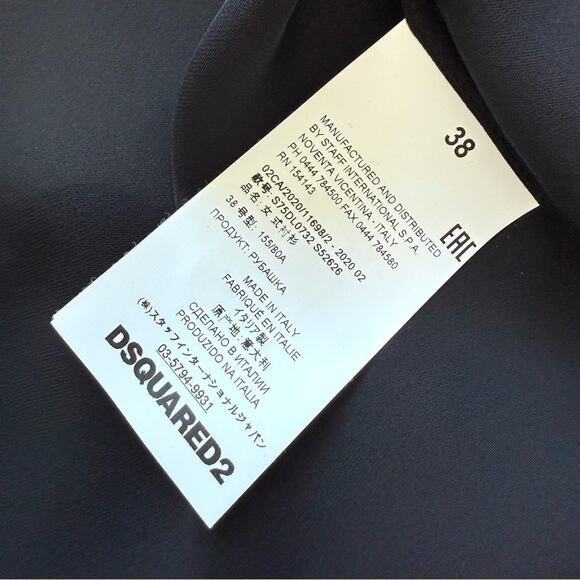 38
EAC
MANUFACTURED AND DISTRIBUTED
BY STAFF INTERNATIONAL S.P.A.
NOVENTA VICENTINA - ITALY
PH 0444 784500 FAX 0444 784580
RN 154143
02CA/2020/11698/2 - 2020 02
款号: S75DL0732 S52626
品名: 女式衬衫
38 号型: 155/80A
ПРОДУКТ: РУБАШКА
MADE IN ITALY
FABRIQUÉ EN ITALIE
イタリア製
原产地: 意大利
СДЕЛАНО В ИТАЛИИ
PRODUZIDO NA ITALIA
(株)スタッフインターナショナルジャパン
03-5794-9931
DSQUARED2